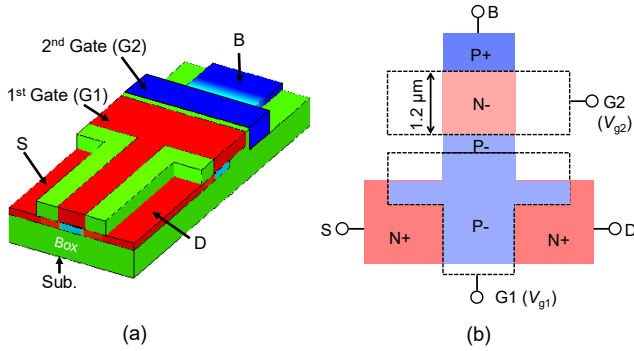 B
2nd Gate (G2)
1st Gate (G1)
S
D
Box
Sub.
(a)
B
P+
1.2 μm
N-
G2
(Vg2)
P-
S
N+
P-
N+
D
G1 (Vg1)
(b)